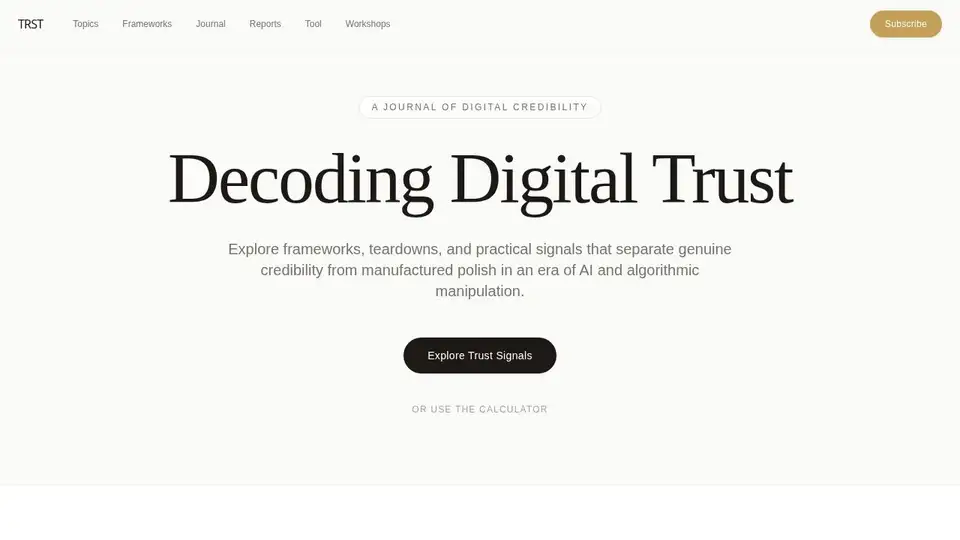 TRST
Topics
Frameworks
Journal
Reports
Tool
Workshops
Subscribe
A JOURNAL OF DIGITAL CREDIBILITY
Decoding Digital Trust
Explore frameworks, teardowns, and practical signals that separate genuine
credibility from manufactured polish in an era of AI and algorithmic
manipulation.
Explore Trust Signals
OR USE THE CALCULATOR